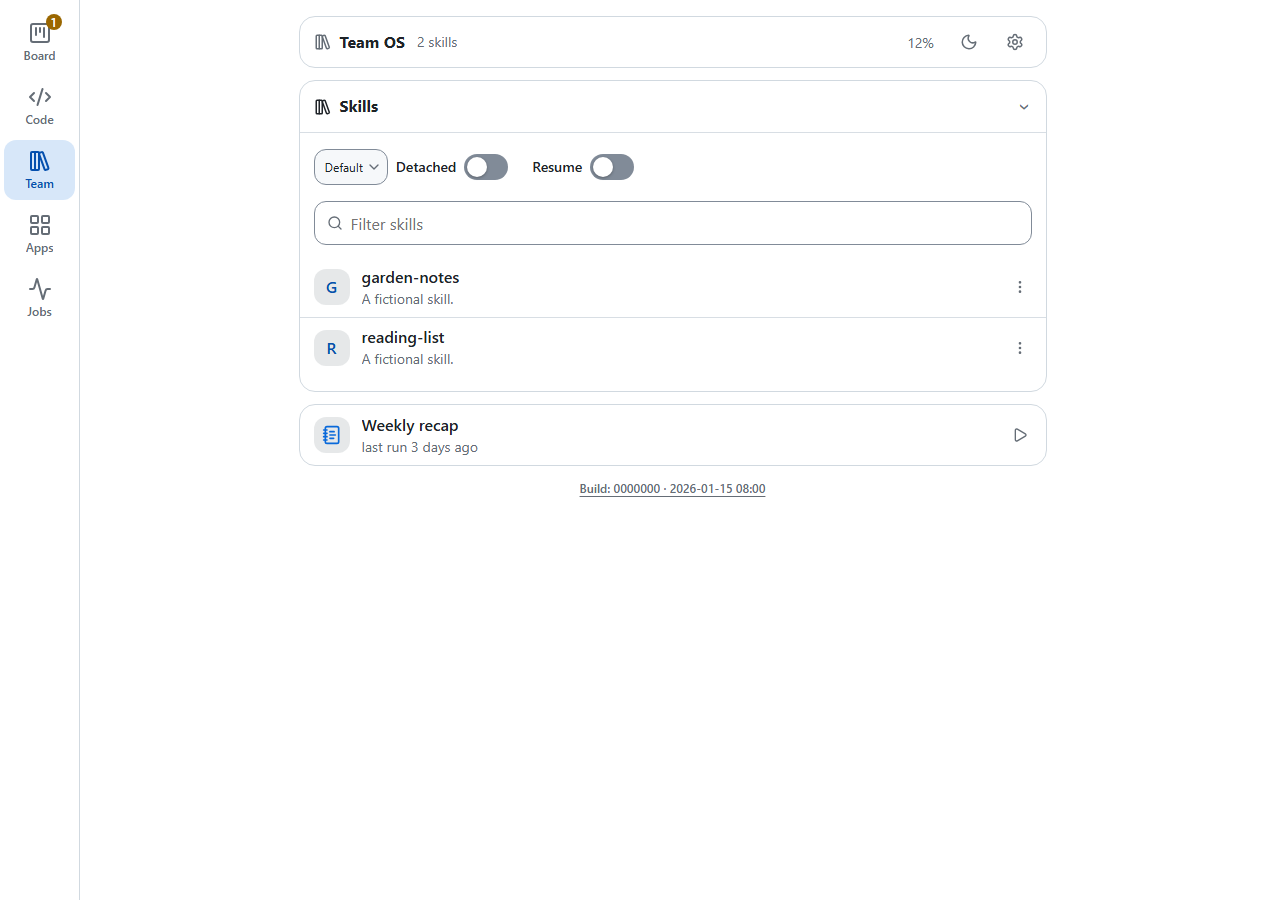 1
Board
Code
Team
Apps
Jobs
Team OS 2 skills 12%
Skills
Default Detached Resume
Filter skills
G garden-notes
A fictional skill.
R reading-list
A fictional skill.
Weekly recap
last run 3 days ago
Build: 0000000 · 2026-01-15 08:00